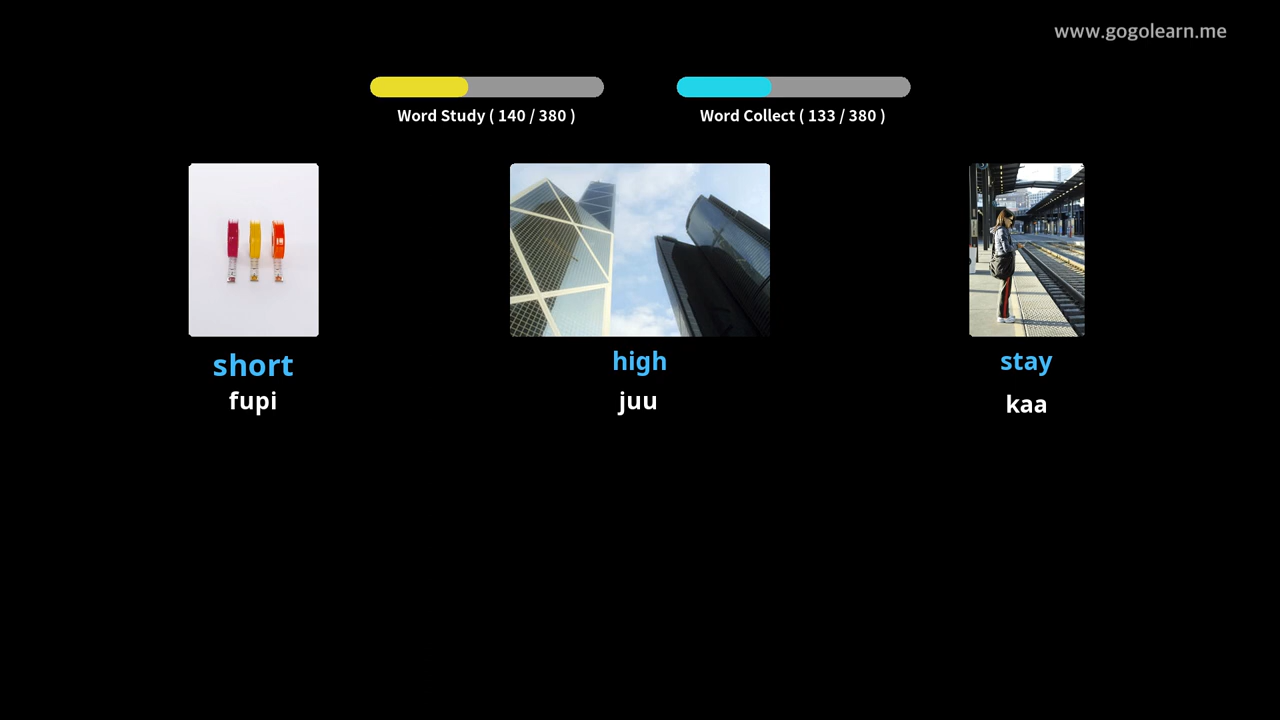 www.gogolearn.me
Word Study ( 140 / 380 )
Word Collect ( 133 / 380 )
short
fupi
high
juu
stay
kaa